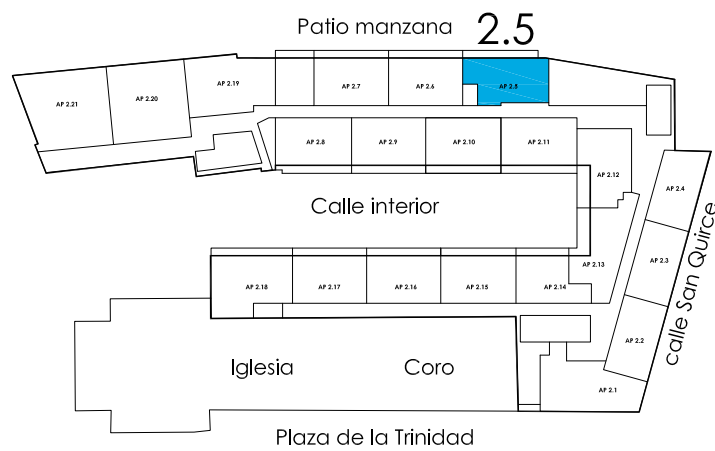 Patio manzana 2.5
AP 2.21
AP 2.20
AP 2.19
AP 2.7
AP 2.6
AP 2.5
AP 2.8
AP 2.9
AP 2.10
AP 2.11
AP 2.12
AP 2.4
Calle interior
AP 2.3
AP 2.13
AP 2.18
AP 2.17
AP 2.16
AP 2.15
AP 2.14
calle San Quirce
AP 2.2
Iglesia
Coro
AP 2.1
Plaza de la Trinidad